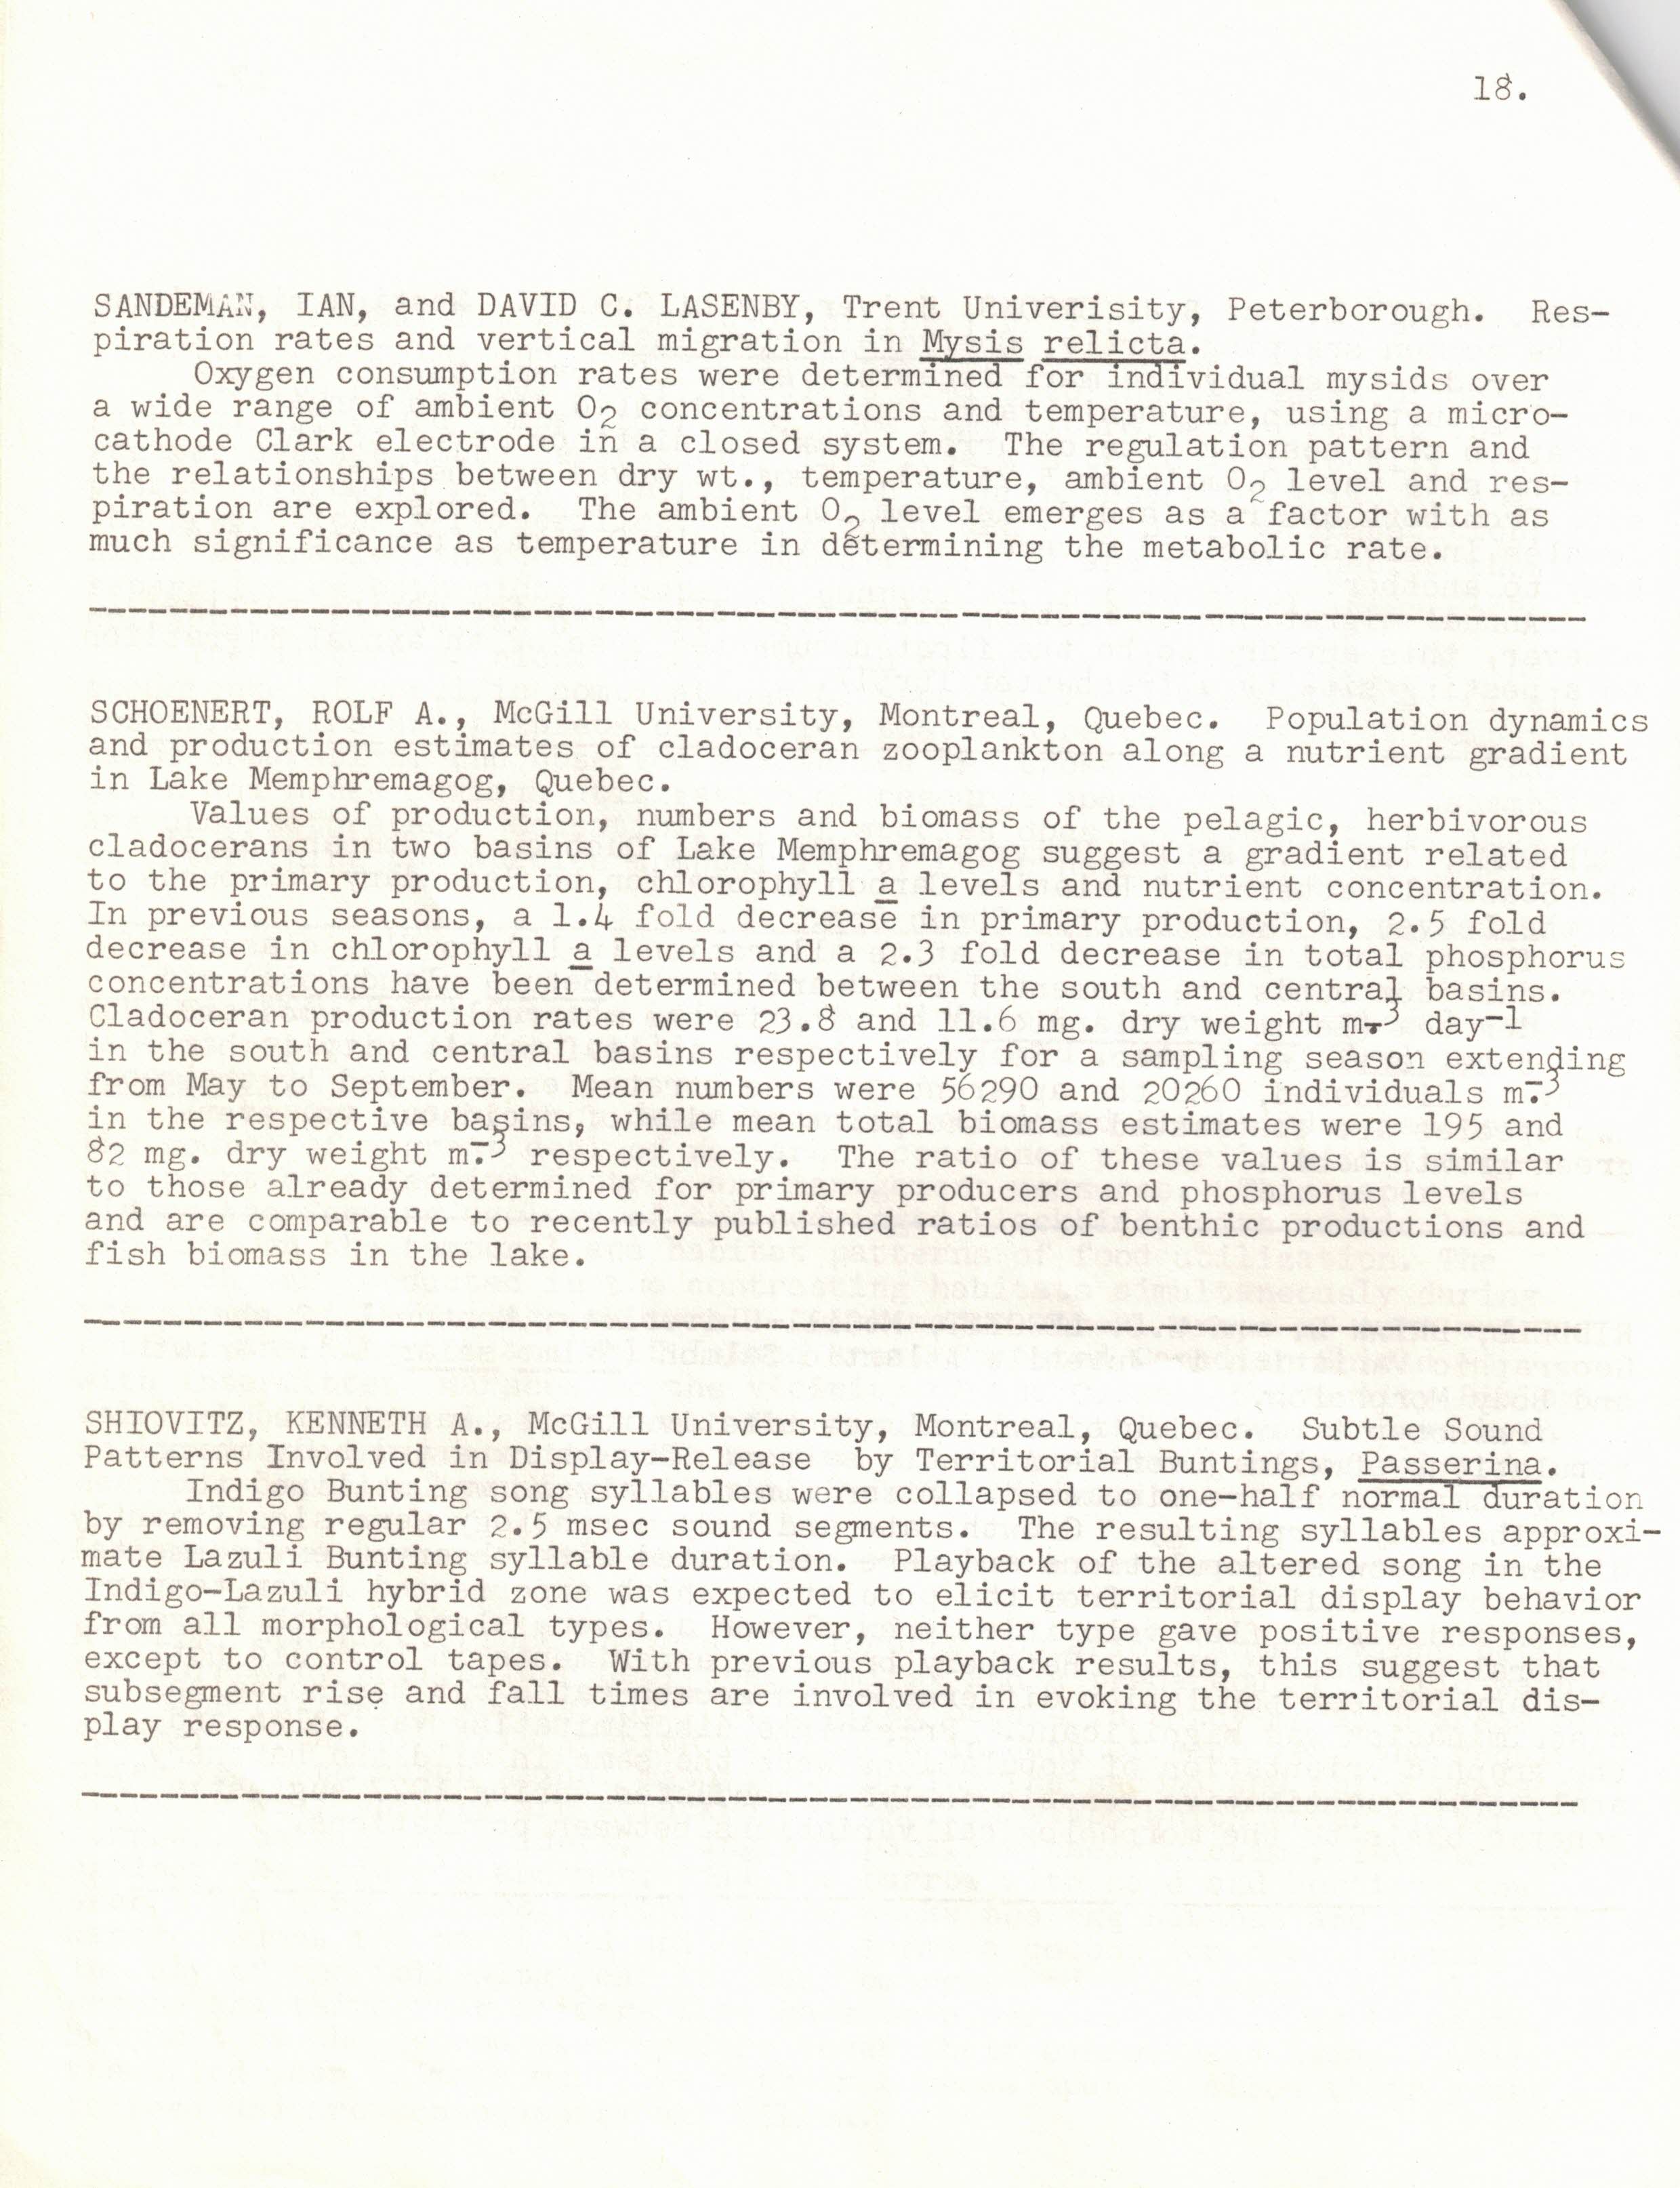 18.
SANDEMAN, IAN, and DAVID C. LASENBY, Trent Univerisity, Peterborough. Res-
piration rates and vertical migration in Mysis relicta.
Oxygen consumption rates were determined for individual mysids over
a wide range of ambient O2 concentrations and temperature, using a micro-
cathode Clark electrode in a closed system. The regulation pattern and
the relationships between dry wt., temperature, ambient O2 level and res-
piration are explored. The ambient O2 level emerges as a factor with as
much significance as temperature in determining the metabolic rate.
SCHOENERT, ROLF A., McGill University, Montreal, Quebec. Population dynamics
and production estimates of cladoceran zooplankton along a nutrient gradient
in Lake Memphremagog, Quebec.
Values of production, numbers and biomass of the pelagic, herbivorous
cladocerans in two basins of Lake Memphremagog suggest a gradient related
to the primary production, chlorophyll a levels and nutrient concentration.
In previous seasons, a 1.4 fold decrease in primary production, 2.5 fold
decrease in chlorophyll a levels and a 2.3 fold decrease in total phosphorus
concentrations have been determined between the south and central basins.
Cladoceran production rates were 23.8 and 11.6 mg. dry weight m-3 day-1
in the south and central basins respectively for a sampling season extending
from May to September. Mean numbers were 56290 and 20260 individuals m.-3
in the respective basins, while mean total biomass estimates were 195 and
82 mg. dry weight m.-3 respectively. The ratio of these values is similar
to those already determined for primary producers and phosphorus levels
and are comparable to recently published ratios of benthic productions and
fish biomass in the lake.
SHIOVITZ, KENNETH A., McGill University, Montreal, Quebec. Subtle Sound
Patterns Involved in Display-Release by Territorial Buntings, Passerina.
Indigo Bunting song syllables were collapsed to one-half normal duration
by removing regular 2.5 msec sound segments. The resulting syllables approxi-
mate Lazuli Bunting syllable duration. Playback of the altered song in the
Indigo-Lazuli hybrid zone was expected to elicit territorial display behavior
from all morphological types. However, neither type gave positive responses,
except to control tapes. With previous playback results, this suggest that
subsegment rise and fall times are involved in evoking the territorial dis-
play response.